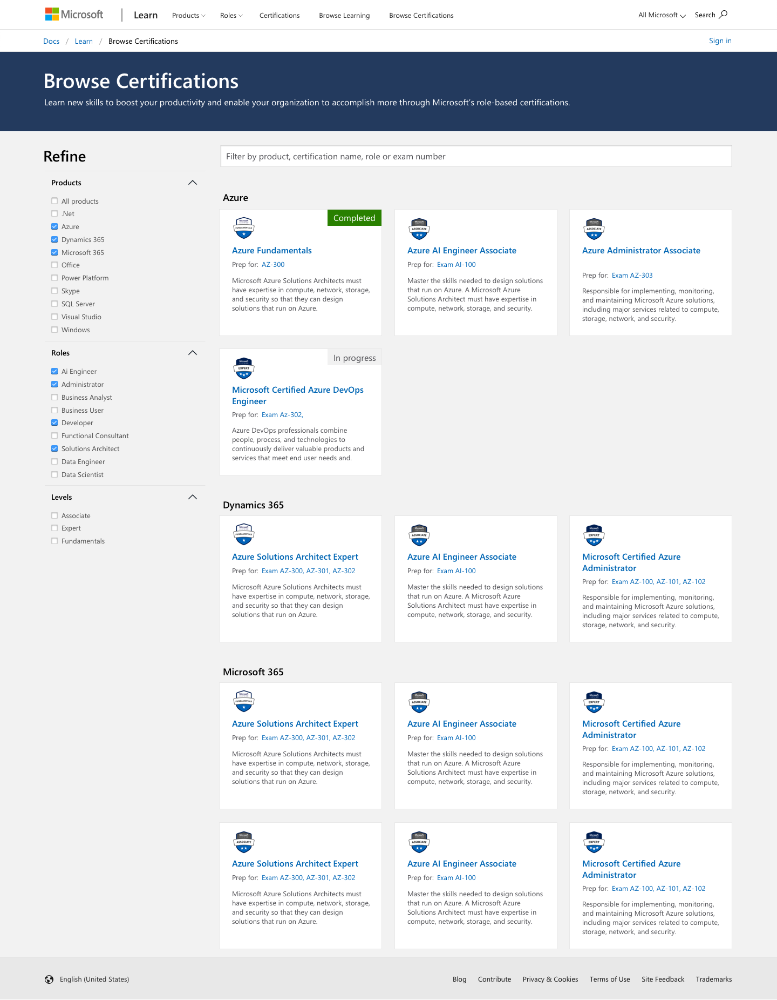 Microsoft | Learn Products Roles Certifications Browse Learning Browse Certifications All Microsoft Search
Docs / Learn / Browse Certifications Sign in
Browse Certifications
Learn new skills to boost your productivity and enable your organization to accomplish more through Microsoft's role-based certifications.
Refine
Products
All products
.Net
Azure
Dynamics 365
Microsoft 365
Office
Power Platform
Skype
SQL Server
Visual Studio
Windows
Roles
Ai Engineer
Administrator
Business Analyst
Business User
Developer
Functional Consultant
Solutions Architect
Data Engineer
Data Scientist
Levels
Associate
Expert
Fundamentals
Filter by product, certification name, role or exam number
Azure
Completed
FUNDAMENTALS
Azure Fundamentals
Prep for: AZ-300
Microsoft Azure Solutions Architects must
have expertise in compute, network, storage,
and security so that they can design
solutions that run on Azure.
ASSOCIATE
Azure AI Engineer Associate
Prep for: Exam AI-100
Master the skills needed to design solutions
that run on Azure. A Microsoft Azure
Solutions Architect must have expertise in
compute, network, storage, and security.
ASSOCIATE
Azure Administrator Associate
Prep for: Exam AZ-303
Responsible for implementing, monitoring,
and maintaining Microsoft Azure solutions,
including major services related to compute,
storage, network, and security.
In progress
EXPERT
Microsoft Certified Azure DevOps
Engineer
Prep for: Exam Az-302,
Azure DevOps professionals combine
people, process, and technologies to
continuously deliver valuable products and
services that meet end user needs and.
Dynamics 365
FUNDAMENTALS
Azure Solutions Architect Expert
Prep for: Exam AZ-300, AZ-301, AZ-302
Microsoft Azure Solutions Architects must
have expertise in compute, network, storage,
and security so that they can design
solutions that run on Azure.
ASSOCIATE
Azure AI Engineer Associate
Prep for: Exam AI-100
Master the skills needed to design solutions
that run on Azure. A Microsoft Azure
Solutions Architect must have expertise in
compute, network, storage, and security.
EXPERT
Microsoft Certified Azure
Administrator
Prep for: Exam AZ-100, AZ-101, AZ-102
Responsible for implementing, monitoring,
and maintaining Microsoft Azure solutions,
including major services related to compute,
storage, network, and security.
Microsoft 365
FUNDAMENTALS
Azure Solutions Architect Expert
Prep for: Exam AZ-300, AZ-301, AZ-302
Microsoft Azure Solutions Architects must
have expertise in compute, network, storage,
and security so that they can design
solutions that run on Azure.
ASSOCIATE
Azure AI Engineer Associate
Prep for: Exam AI-100
Master the skills needed to design solutions
that run on Azure. A Microsoft Azure
Solutions Architect must have expertise in
compute, network, storage, and security.
EXPERT
Microsoft Certified Azure
Administrator
Prep for: Exam AZ-100, AZ-101, AZ-102
Responsible for implementing, monitoring,
and maintaining Microsoft Azure solutions,
including major services related to compute,
storage, network, and security.
ASSOCIATE
Azure Solutions Architect Expert
Prep for: Exam AZ-300, AZ-301, AZ-302
Microsoft Azure Solutions Architects must
have expertise in compute, network, storage,
and security so that they can design
solutions that run on Azure.
ASSOCIATE
Azure AI Engineer Associate
Prep for: Exam AI-100
Master the skills needed to design solutions
that run on Azure. A Microsoft Azure
Solutions Architect must have expertise in
compute, network, storage, and security.
EXPERT
Microsoft Certified Azure
Administrator
Prep for: Exam AZ-100, AZ-101, AZ-102
Responsible for implementing, monitoring,
and maintaining Microsoft Azure solutions,
including major services related to compute,
storage, network, and security.
English (United States) Blog Contribute Privacy & Cookies Terms of Use Site Feedback Trademarks